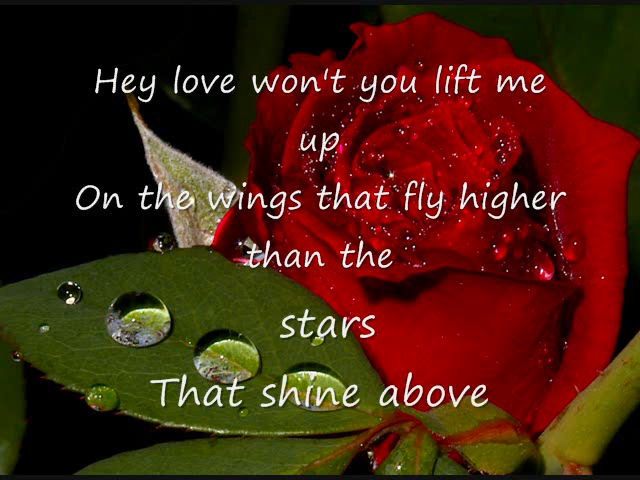 Hey love won't you lift me
up
On the wings that fly higher
than the
stars
That shine above